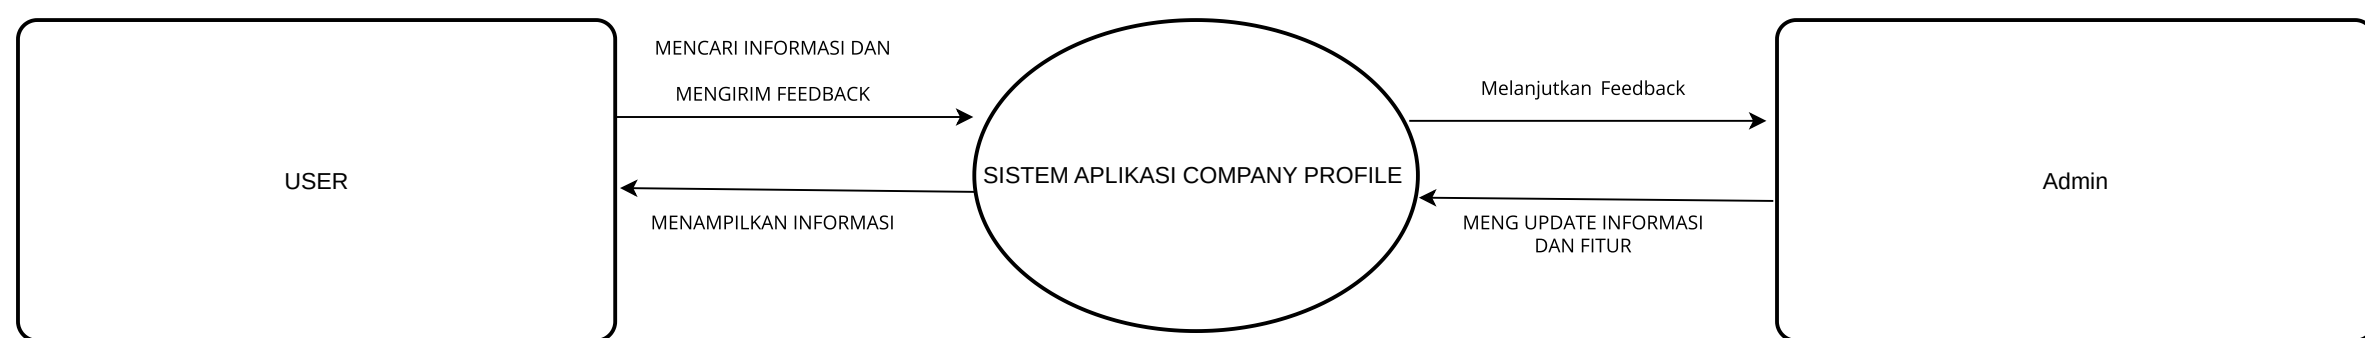 MENCARI INFORMASI DAN
MENGIRIM FEEDBACK
Melanjutkan Feedback
USER
SISTEM APLIKASI COMPANY PROFILE
Admin
MENAMPILKAN INFORMASI
MENG UPDATE INFORMASI
DAN FITUR